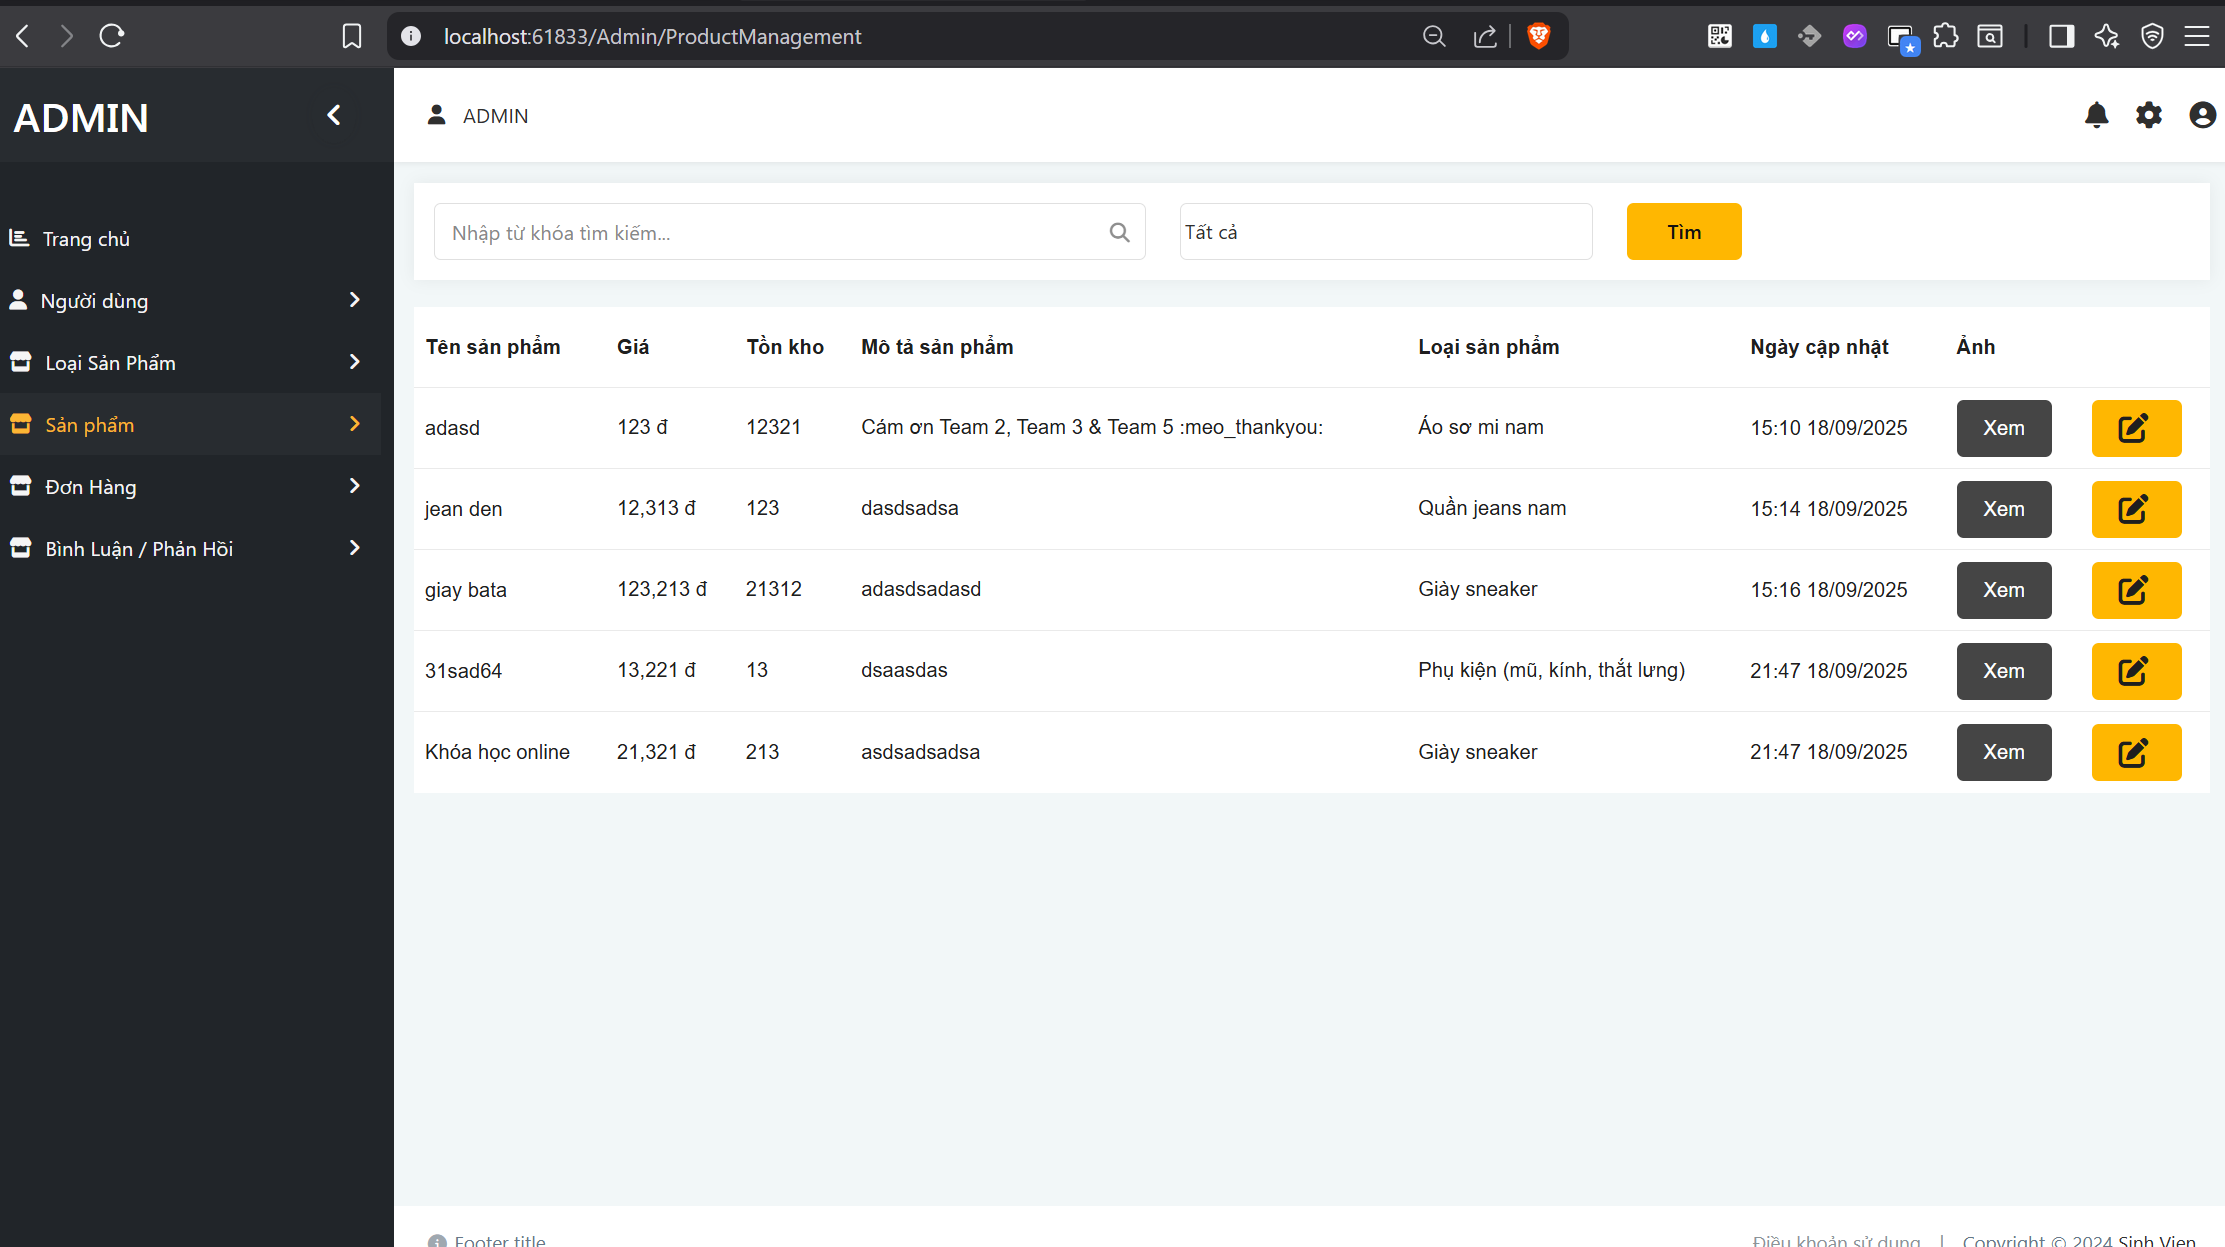 localhost:61833/Admin/ProductManagement
ADMIN
ADMIN
Trang chủ
Người dùng
Loại Sản Phẩm
Sản phẩm
Đơn Hàng
Bình Luận / Phản Hồi
Nhập từ khóa tìm kiếm...
Tất cả
Tìm
Tên sản phẩm Giá Tồn kho Mô tả sản phẩm Loại sản phẩm Ngày cập nhật Ảnh
adasd 123 đ 12321 Cám ơn Team 2, Team 3 & Team 5 :meo_thankyou: Áo sơ mi nam 15:10 18/09/2025 Xem
jean den 12,313 đ 123 dasdsadsa Quần jeans nam 15:14 18/09/2025 Xem
giay bata 123,213 đ 21312 adasdsadasd Giày sneaker 15:16 18/09/2025 Xem
31sad64 13,221 đ 13 dsaasdas Phụ kiện (mũ, kính, thắt lưng) 21:47 18/09/2025 Xem
Khóa học online 21,321 đ 213 asdsadsadsa Giày sneaker 21:47 18/09/2025 Xem
Footer title
Điều khoản sử dụng | Copyright © 2024 Sinh Vien